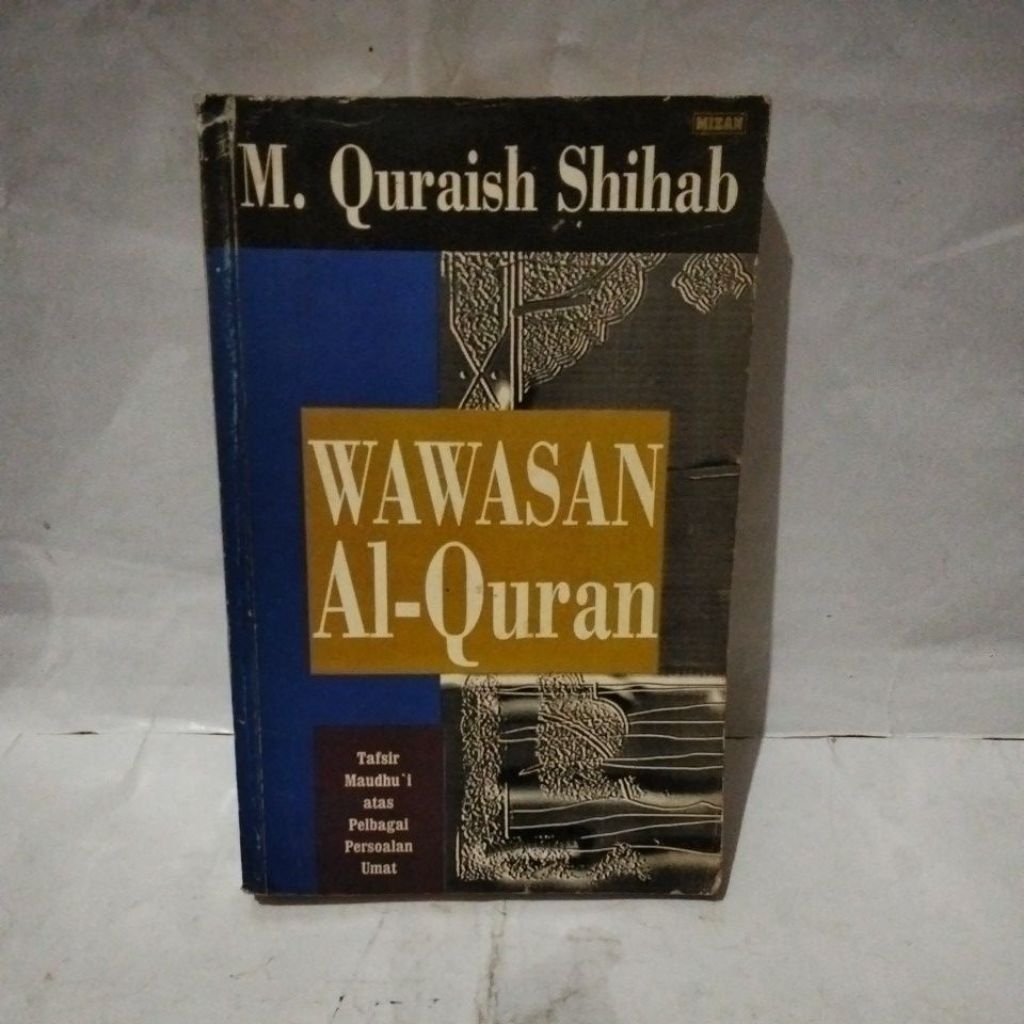 MIZAN
M. Quraish Shihab
WAWASAN
Al-Quran
Tafsir
Maudhu`i
atas
Pelbagai
Persoalan
Umat